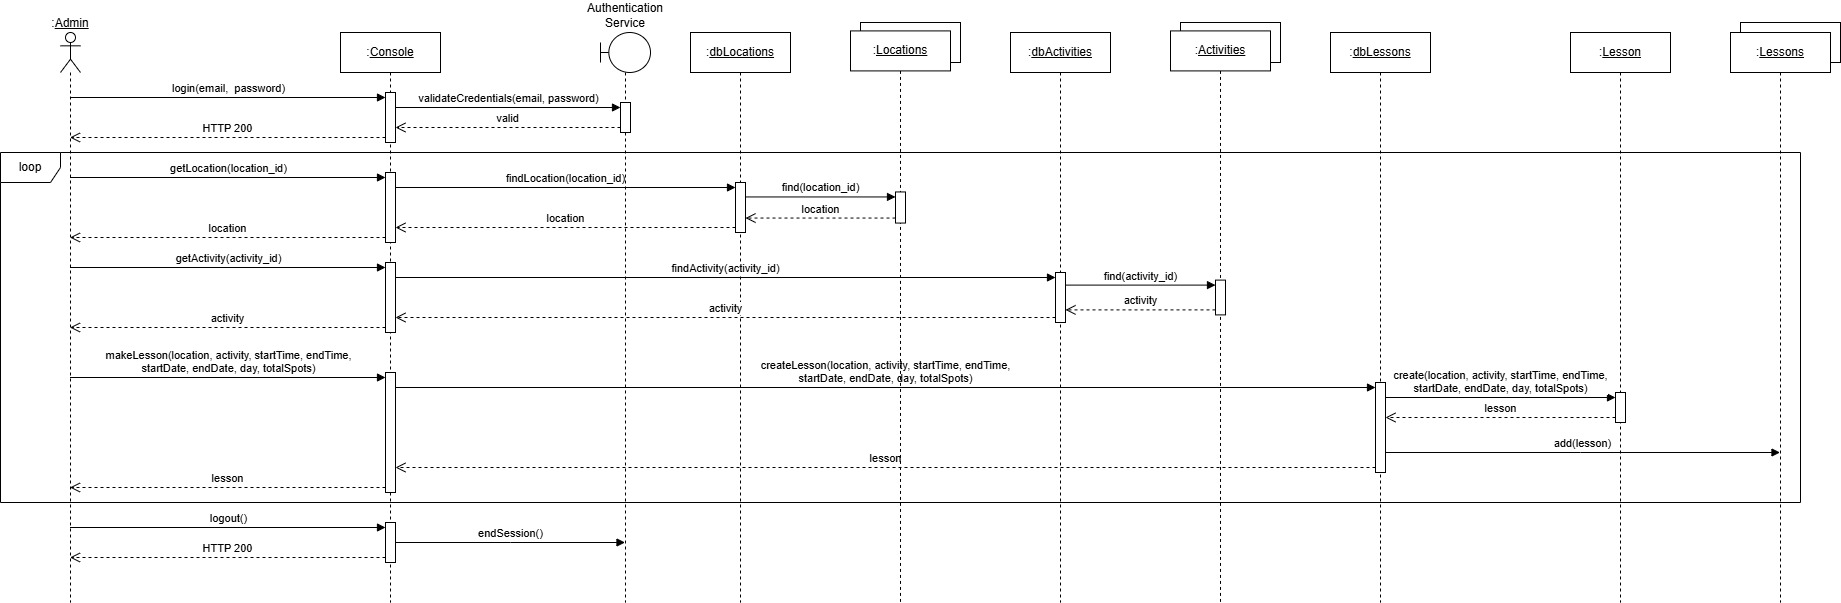 :Admin
:Console
Authentication
Service
:dbLocations
:Locations
:dbActivities
:Activities
:dbLessons
:Lesson
:Lessons
login(email, password)
validateCredentials(email, password)
valid
HTTP 200
loop
getLocation(location_id)
findLocation(location_id)
find(location_id)
location
location
location
getActivity(activity_id)
findActivity(activity_id)
find(activity_id)
activity
activity
activity
makeLesson(location, activity, startTime, endTime,
startDate, endDate, day, totalSpots)
createLesson(location, activity, startTime, endTime,
startDate, endDate, day, totalSpots)
create(location, activity, startTime, endTime,
startDate, endDate, day, totalSpots)
lesson
add(lesson)
lesson
lesson
logout()
endSession()
HTTP 200